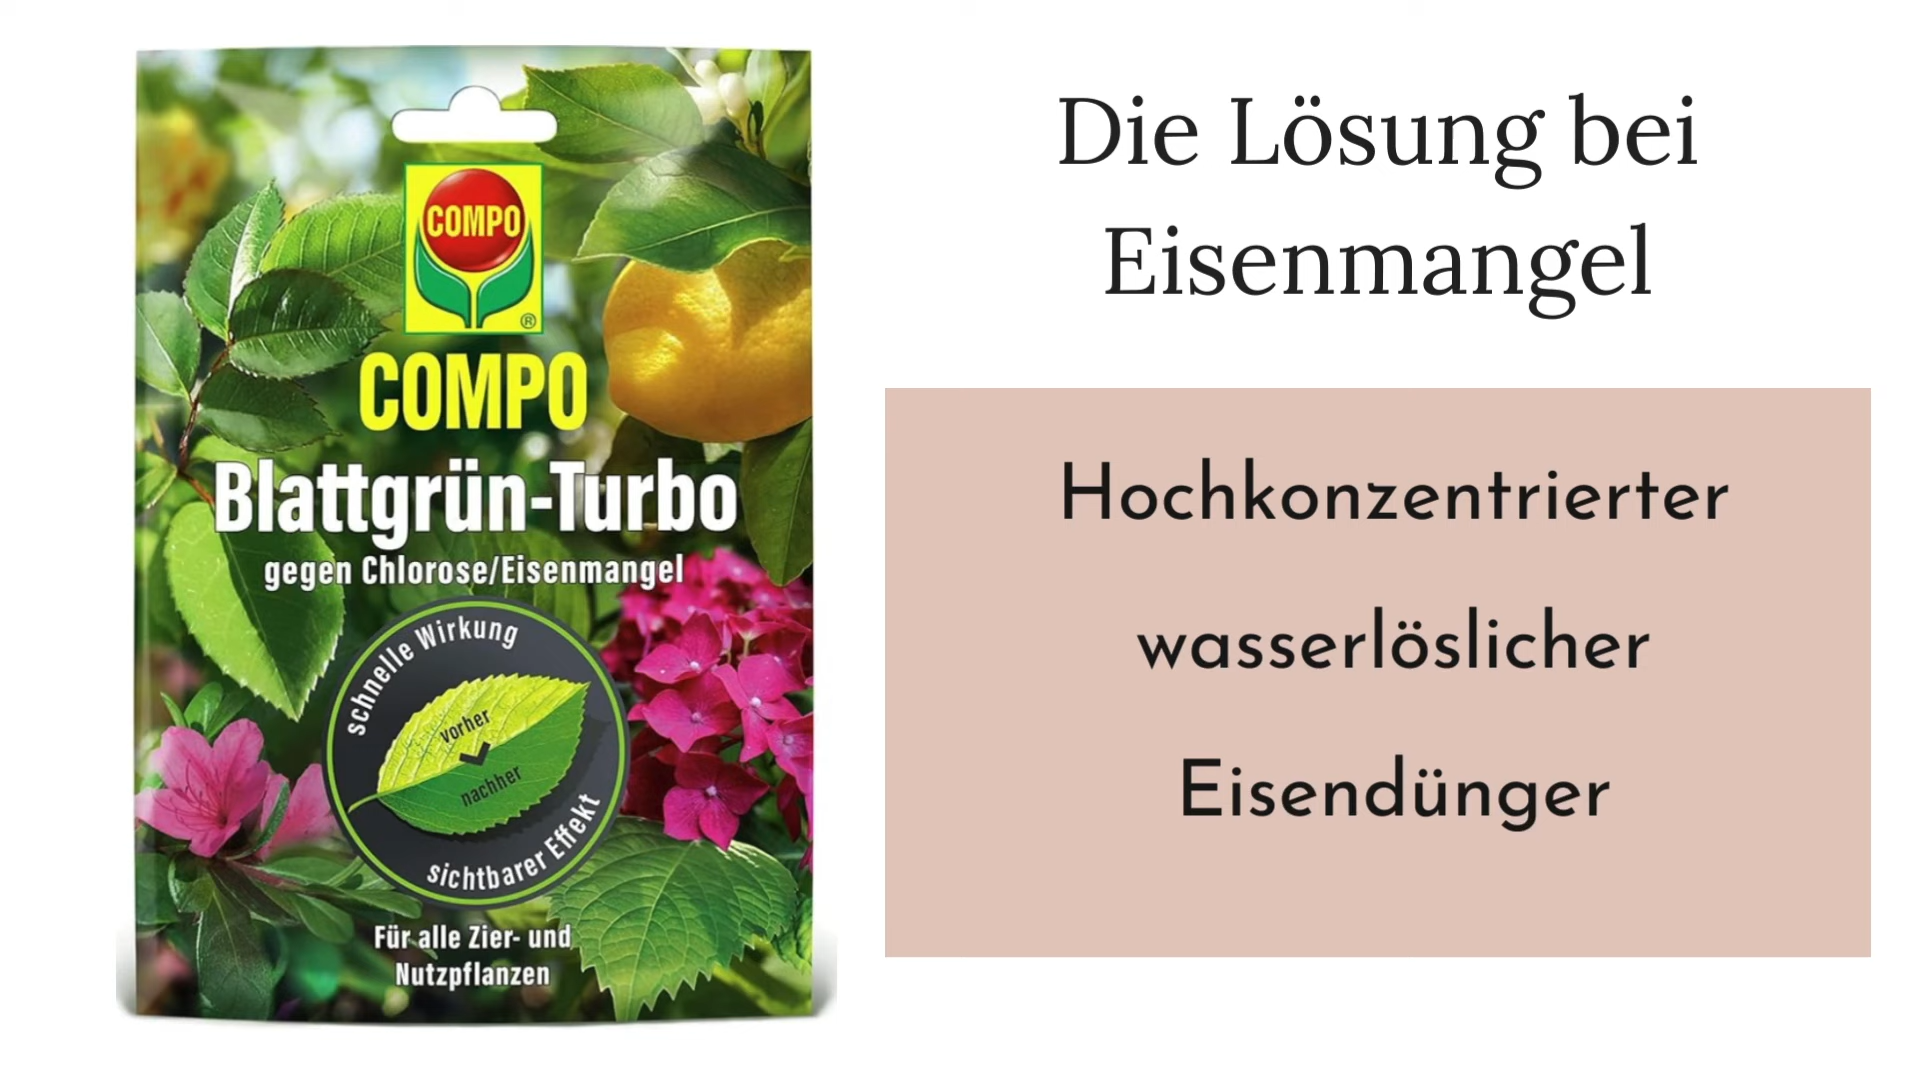 COMPO
®
COMPO
Blattgrün-Turbo
gegen Chlorose/Eisenmangel
schnelle Wirkung
vorher
nachher
sichtbarer Effekt
Für alle Zier- und
Nutzpflanzen
Die Lösung bei
Eisenmangel
Hochkonzentrierter
wasserlöslicher
Eisendünger